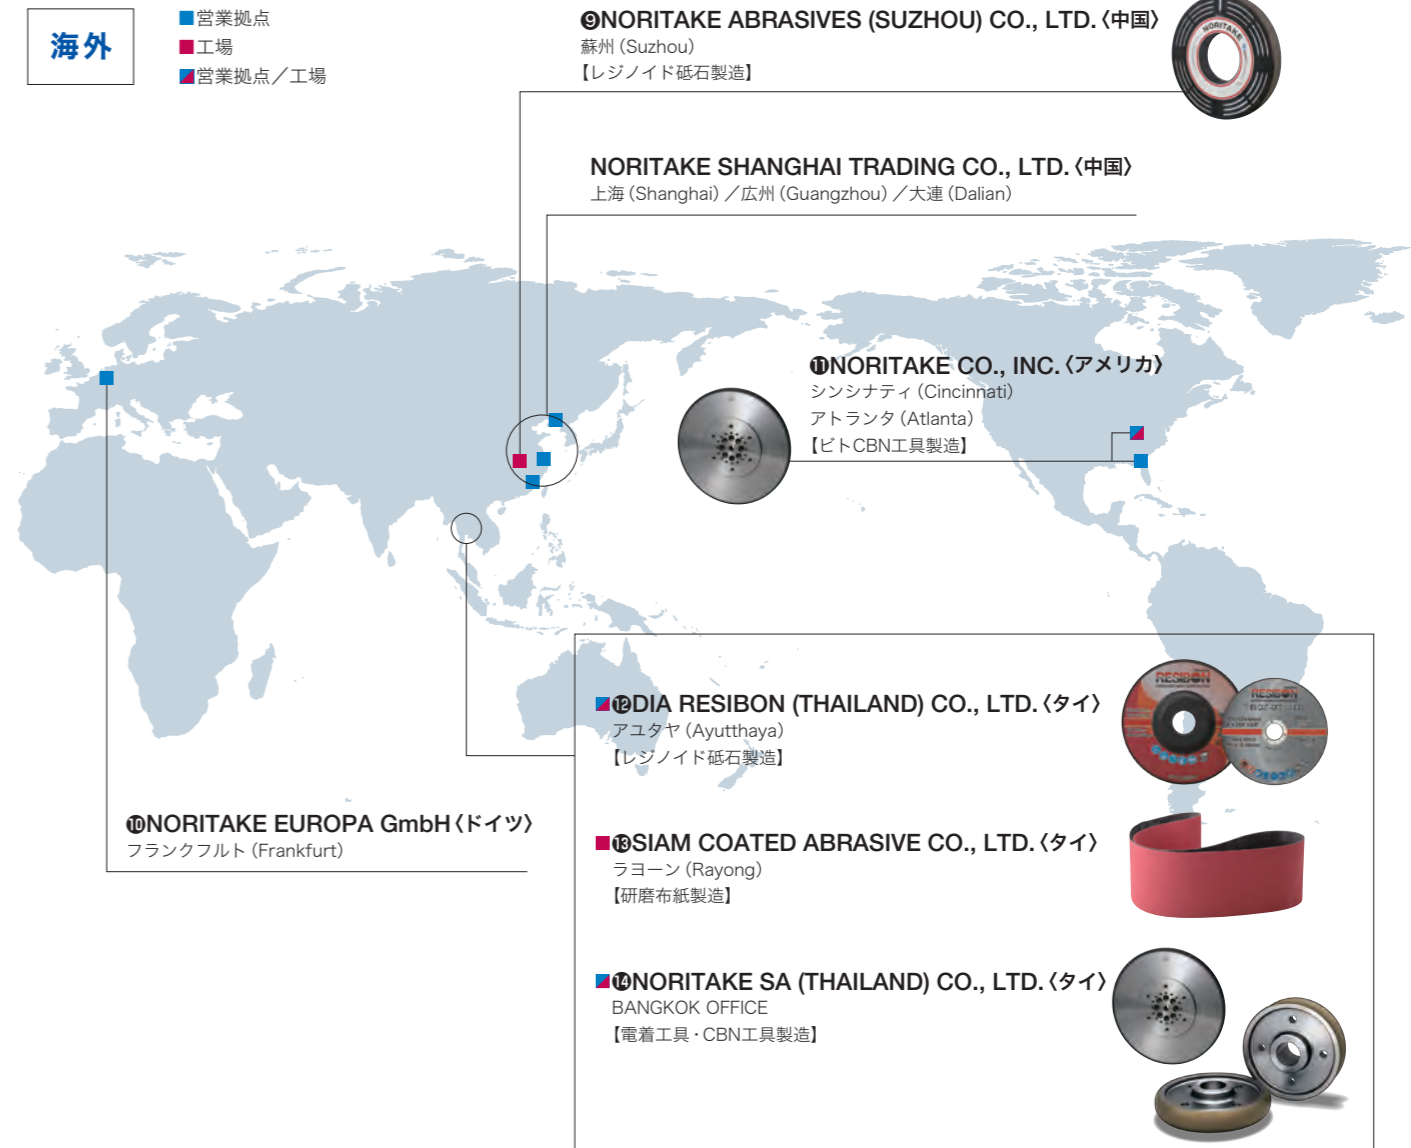 海外
■営業拠点
■工場
■営業拠点／工場
❾NORITAKE ABRASIVES (SUZHOU) CO., LTD.〈中国〉
蘇州（Suzhou）
【レジノイド砥石製造】
NORITAKE
NORITAKE SHANGHAI TRADING CO., LTD.〈中国〉
上海（Shanghai）／広州（Guangzhou）／大連（Dalian）
⓫NORITAKE CO., INC.〈アメリカ〉
シンシナティ（Cincinnati）
アトランタ（Atlanta）
【ビトCBN工具製造】
⓬DIA RESIBON (THAILAND) CO., LTD.〈タイ〉
アユタヤ（Ayutthaya）
【レジノイド砥石製造】
RESIBON
RESIBON
❿NORITAKE EUROPA GmbH〈ドイツ〉
フランクフルト（Frankfurt）
⓭SIAM COATED ABRASIVE CO., LTD.〈タイ〉
ラヨーン（Rayong）
【研磨布紙製造】
⓮NORITAKE SA (THAILAND) CO., LTD.〈タイ〉
BANGKOK OFFICE
【電着工具・CBN工具製造】